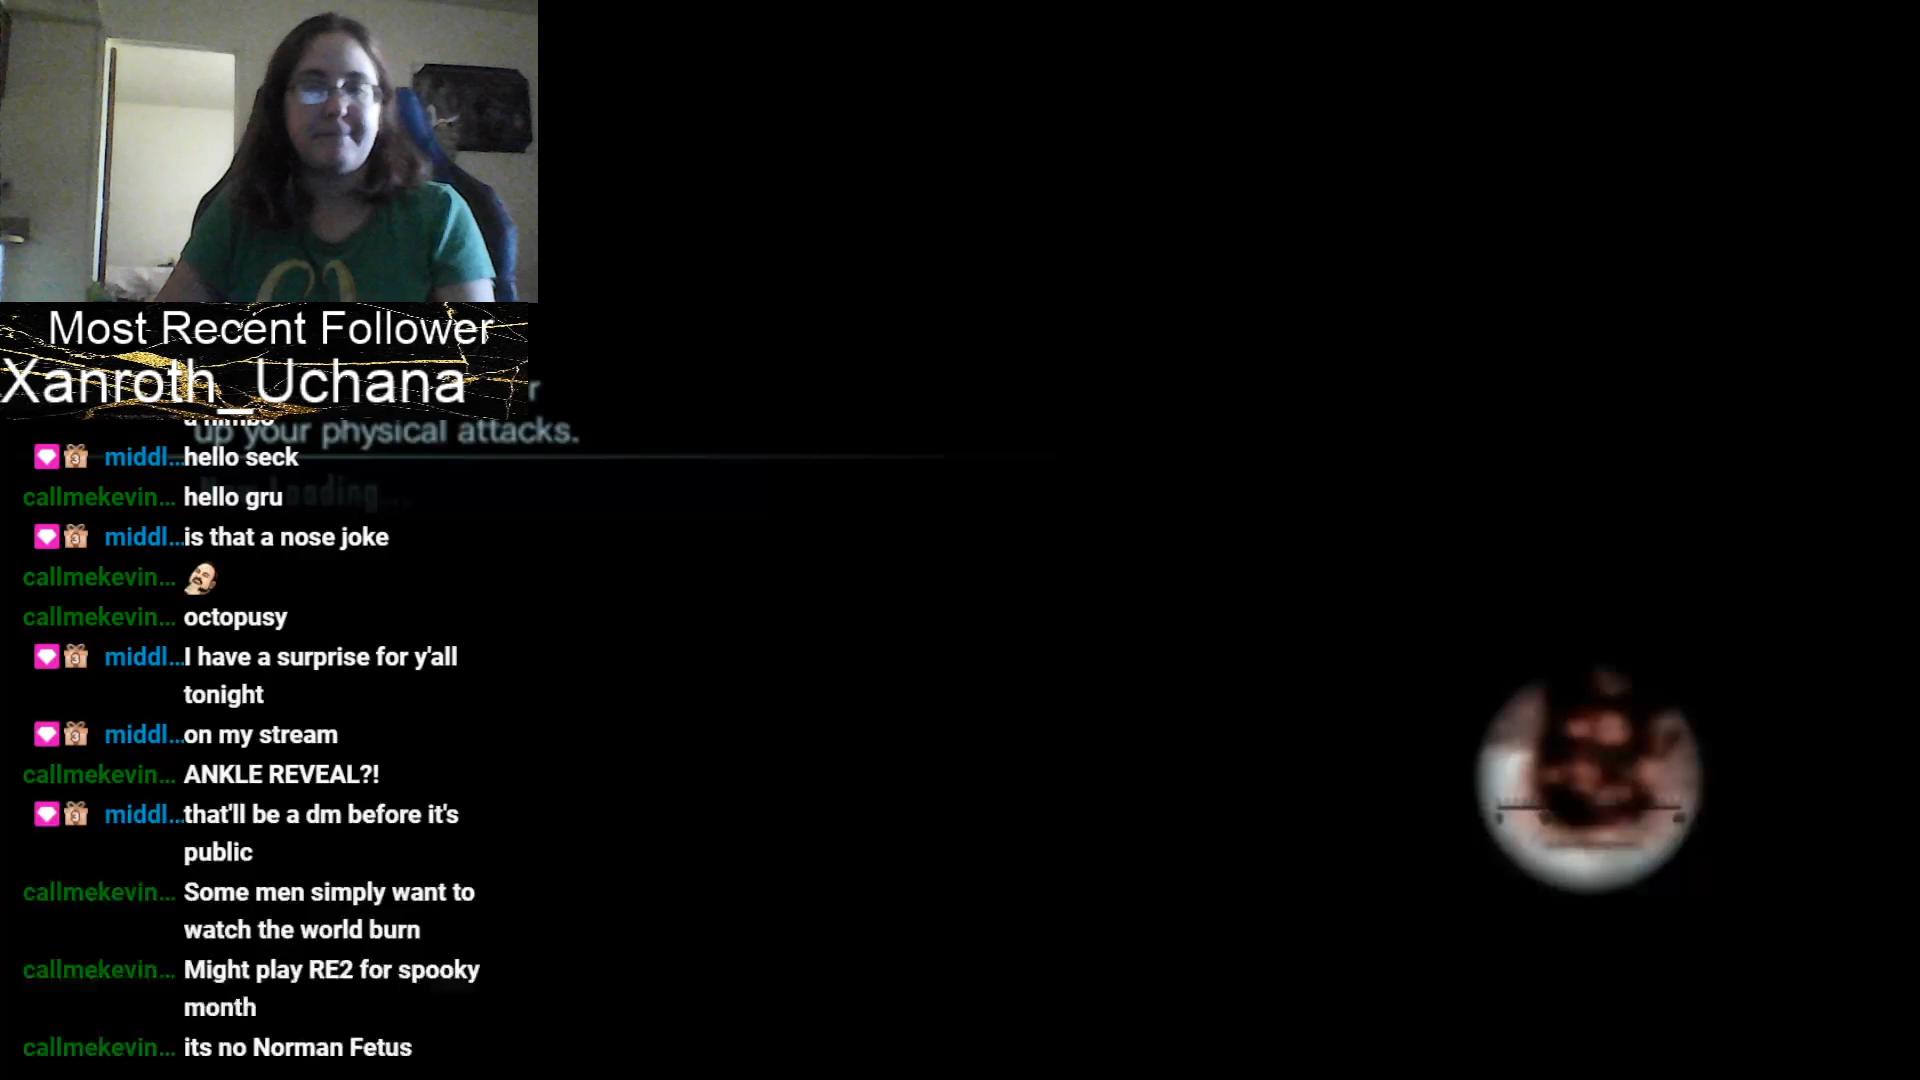 Most Recent Follower
Xanroth_Uchana
up your physical attacks.
middl... hello seck
callmekevin... hello gru
Loading...
middl... is that a nose joke
callmekevin...
callmekevin... octopusy
middl... I have a surprise for y'all
tonight
middl... on my stream
callmekevin... ANKLE REVEAL?!
middl... that'll be a dm before it's
public
callmekevin... Some men simply want to
watch the world burn
callmekevin... Might play RE2 for spooky
month
callmekevin... its no Norman Fetus